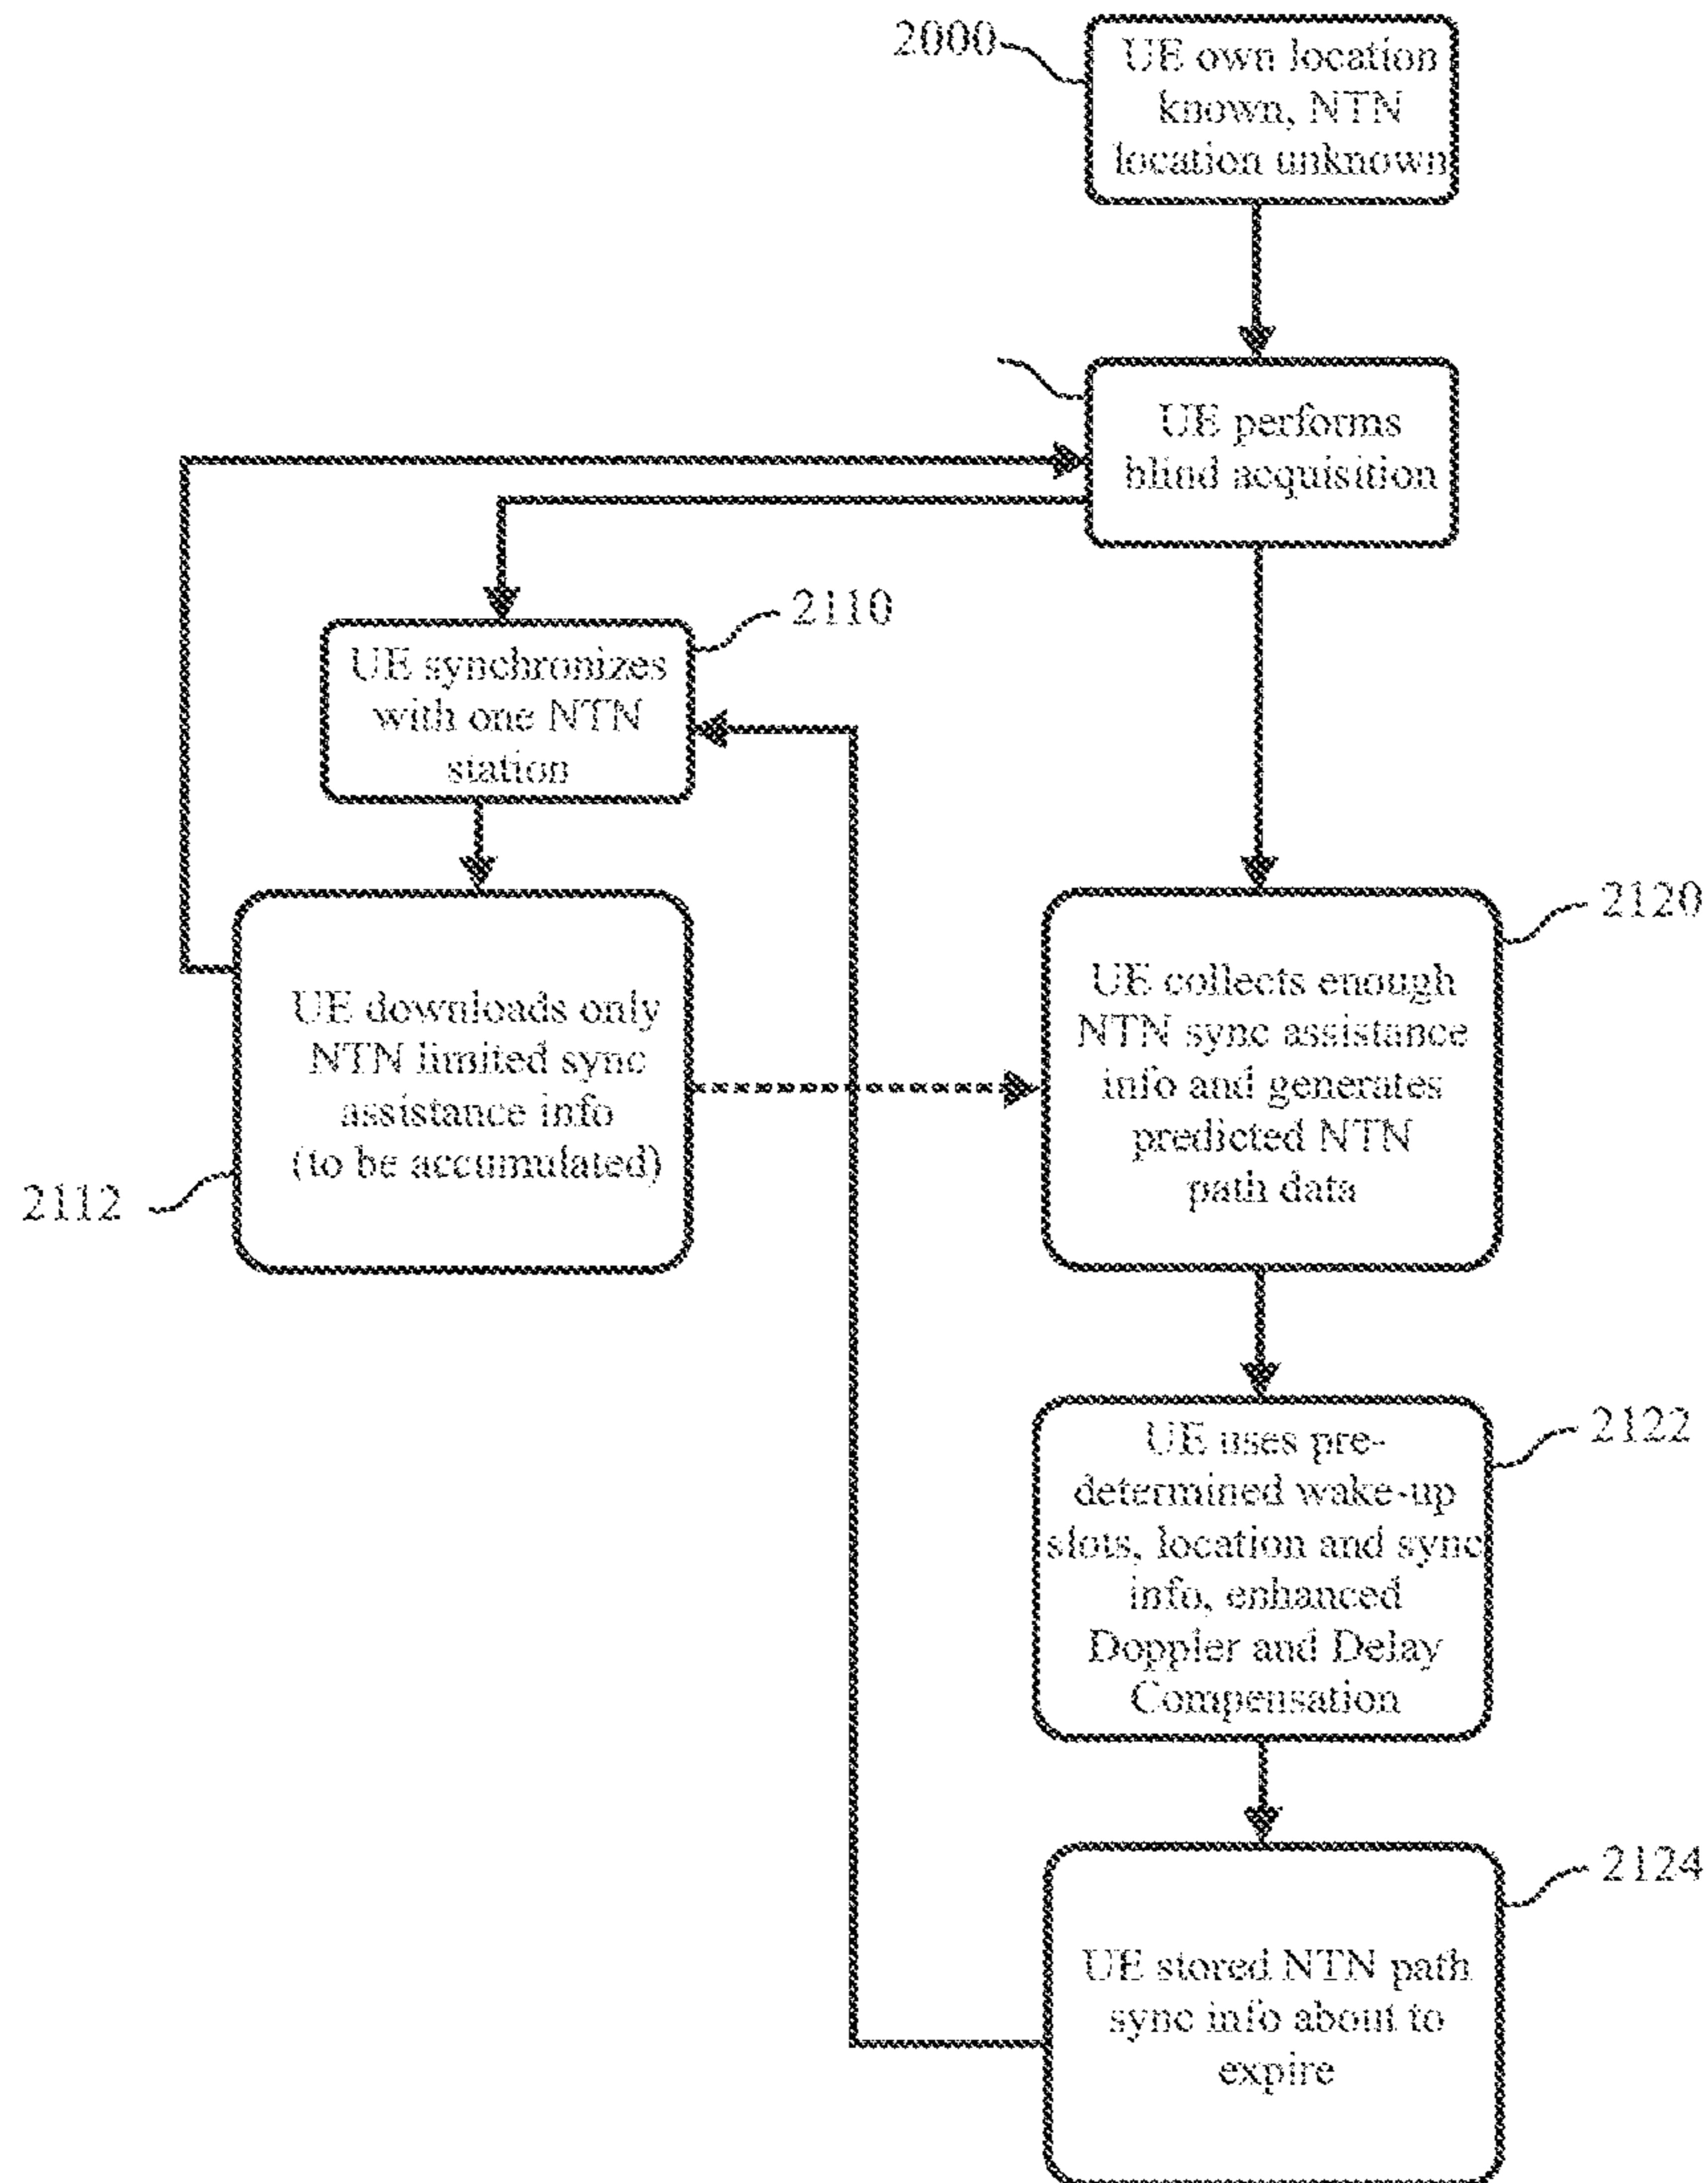 2000
UE own location
known, NTN
location unknown
UE performs
blind acquisition
2110
UE synchronizes
with one NTN
station
2120
UE downloads only
NTN limited sync
assistance info
(to be accumulated)
2112
UE collects enough
NTN sync assistance
info and generates
predicted NTN
path data
2122
UE uses pre-
determined wake-up
slots, location and sync
info, enhanced
Doppler and Delay
Compensation
2124
UE stored NTN path
sync info about to
expire